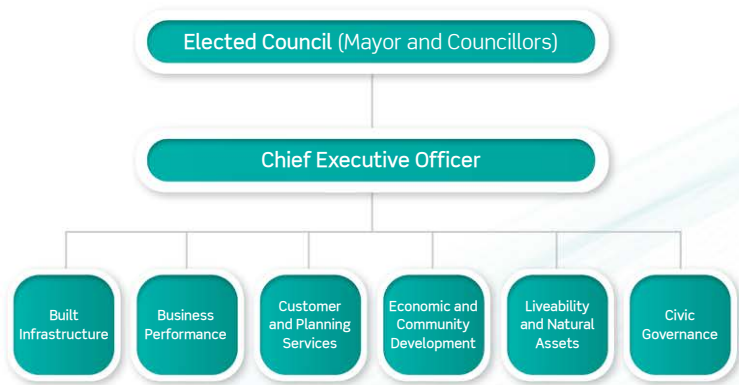 Elected Council (Mayor and Councillors)
Chief Executive Officer
Built
Infrastructure
Business
Performance
Customer
and Planning
Services
Economic and
Community
Development
Liveability
and Natural
Assets
Civic
Governance